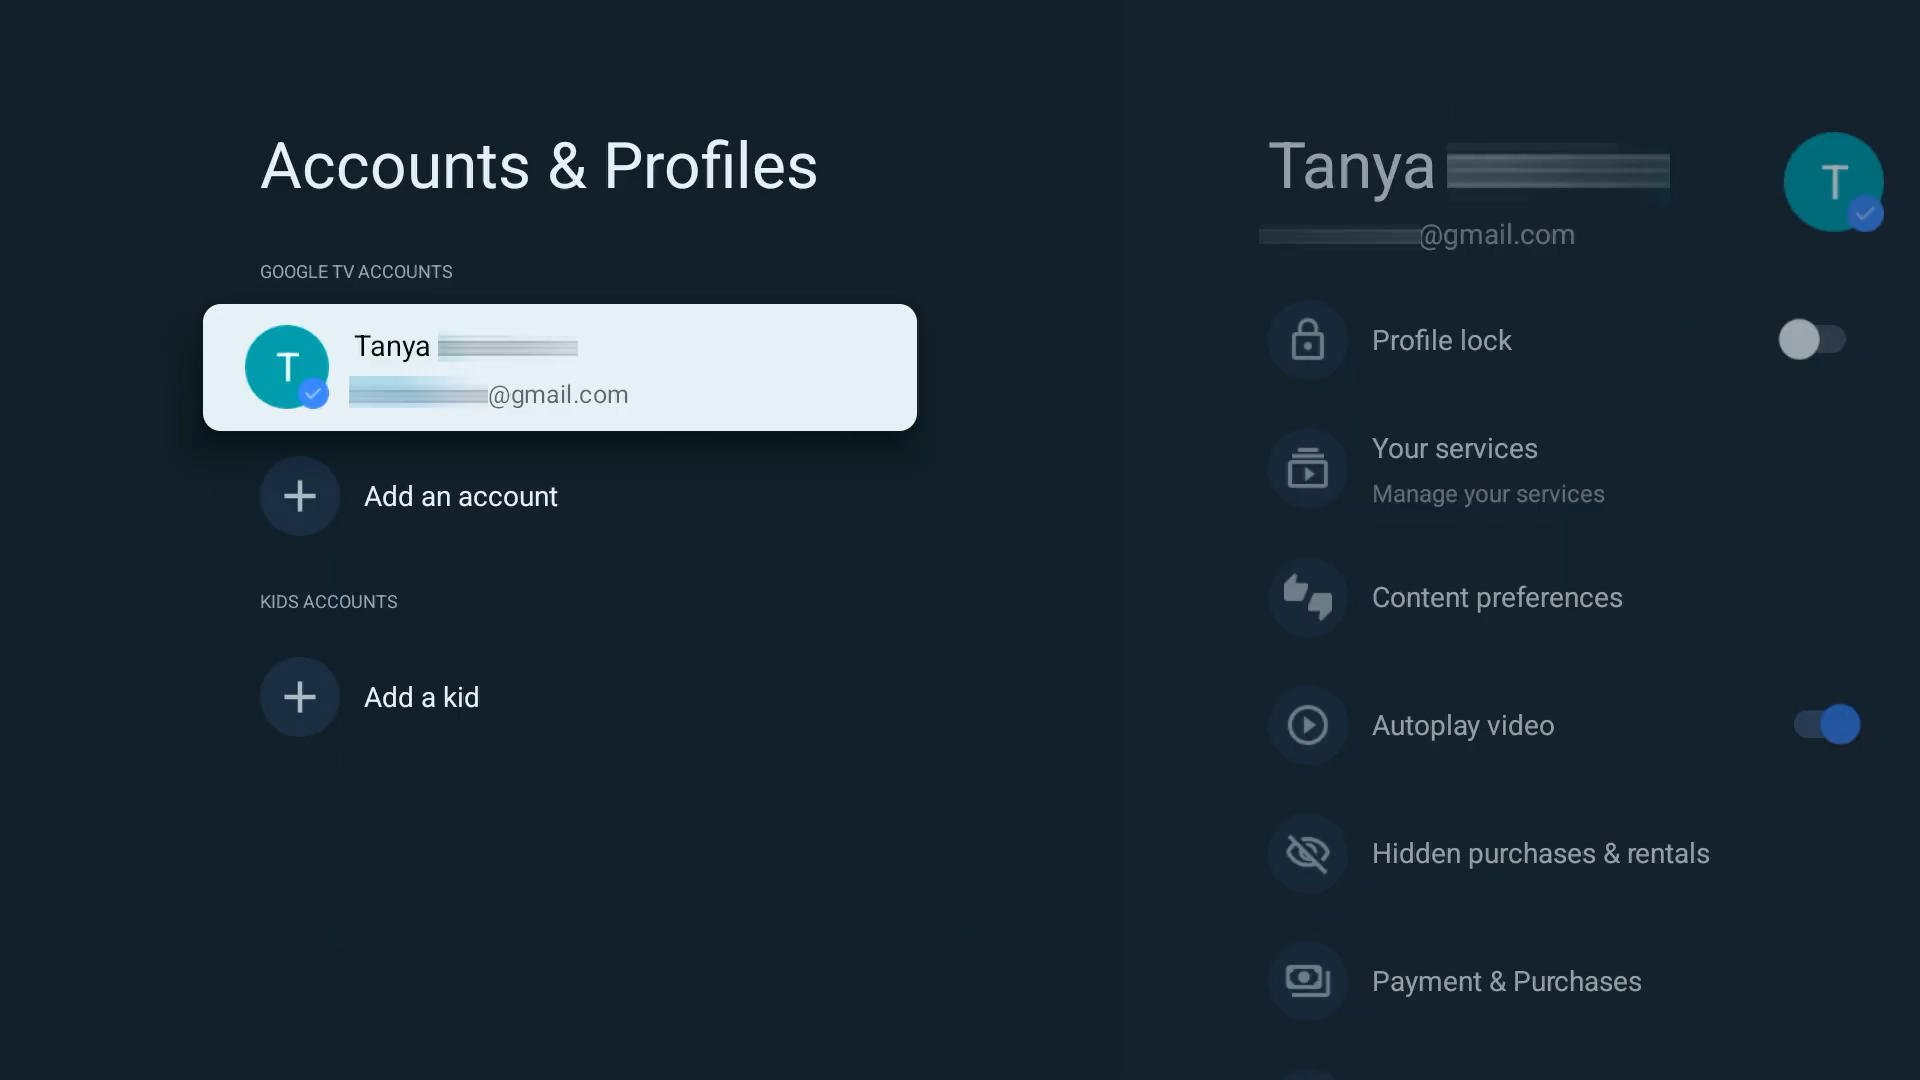 Accounts & Profiles
GOOGLE TV ACCOUNTS
T
Tanya
@gmail.com
Add an account
KIDS ACCOUNTS
Add a kid
Tanya
@gmail.com
T
Profile lock
Your services
Manage your services
Content preferences
Autoplay video
Hidden purchases & rentals
Payment & Purchases